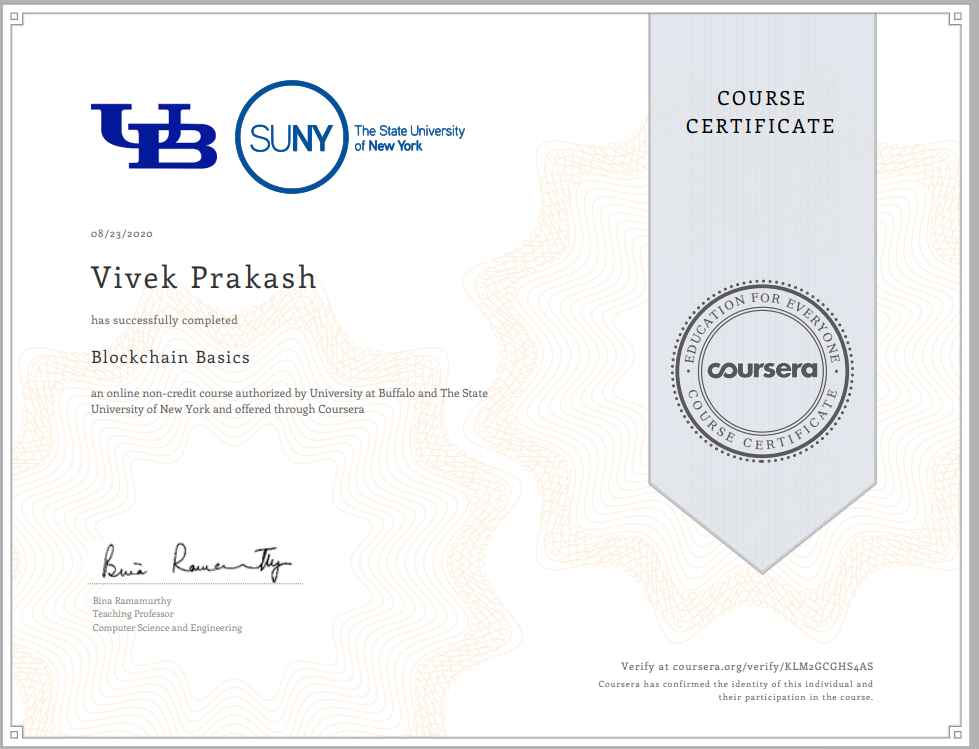 UB
SUNY
The State University
of New York
COURSE
CERTIFICATE
08/23/2020
Vivek Prakash
has successfully completed
Blockchain Basics
an online non-credit course authorized by University at Buffalo and The State
University of New York and offered through Coursera
EDUCATION FOR EVERYONE
coursera
COURSE CERTIFICATE
Bina Ramamurthy
Bina Ramamurthy
Teaching Professor
Computer Science and Engineering
Verify at coursera.org/verify/KLM2GCGHS4AS
Coursera has confirmed the identity of this individual and
their participation in the course.